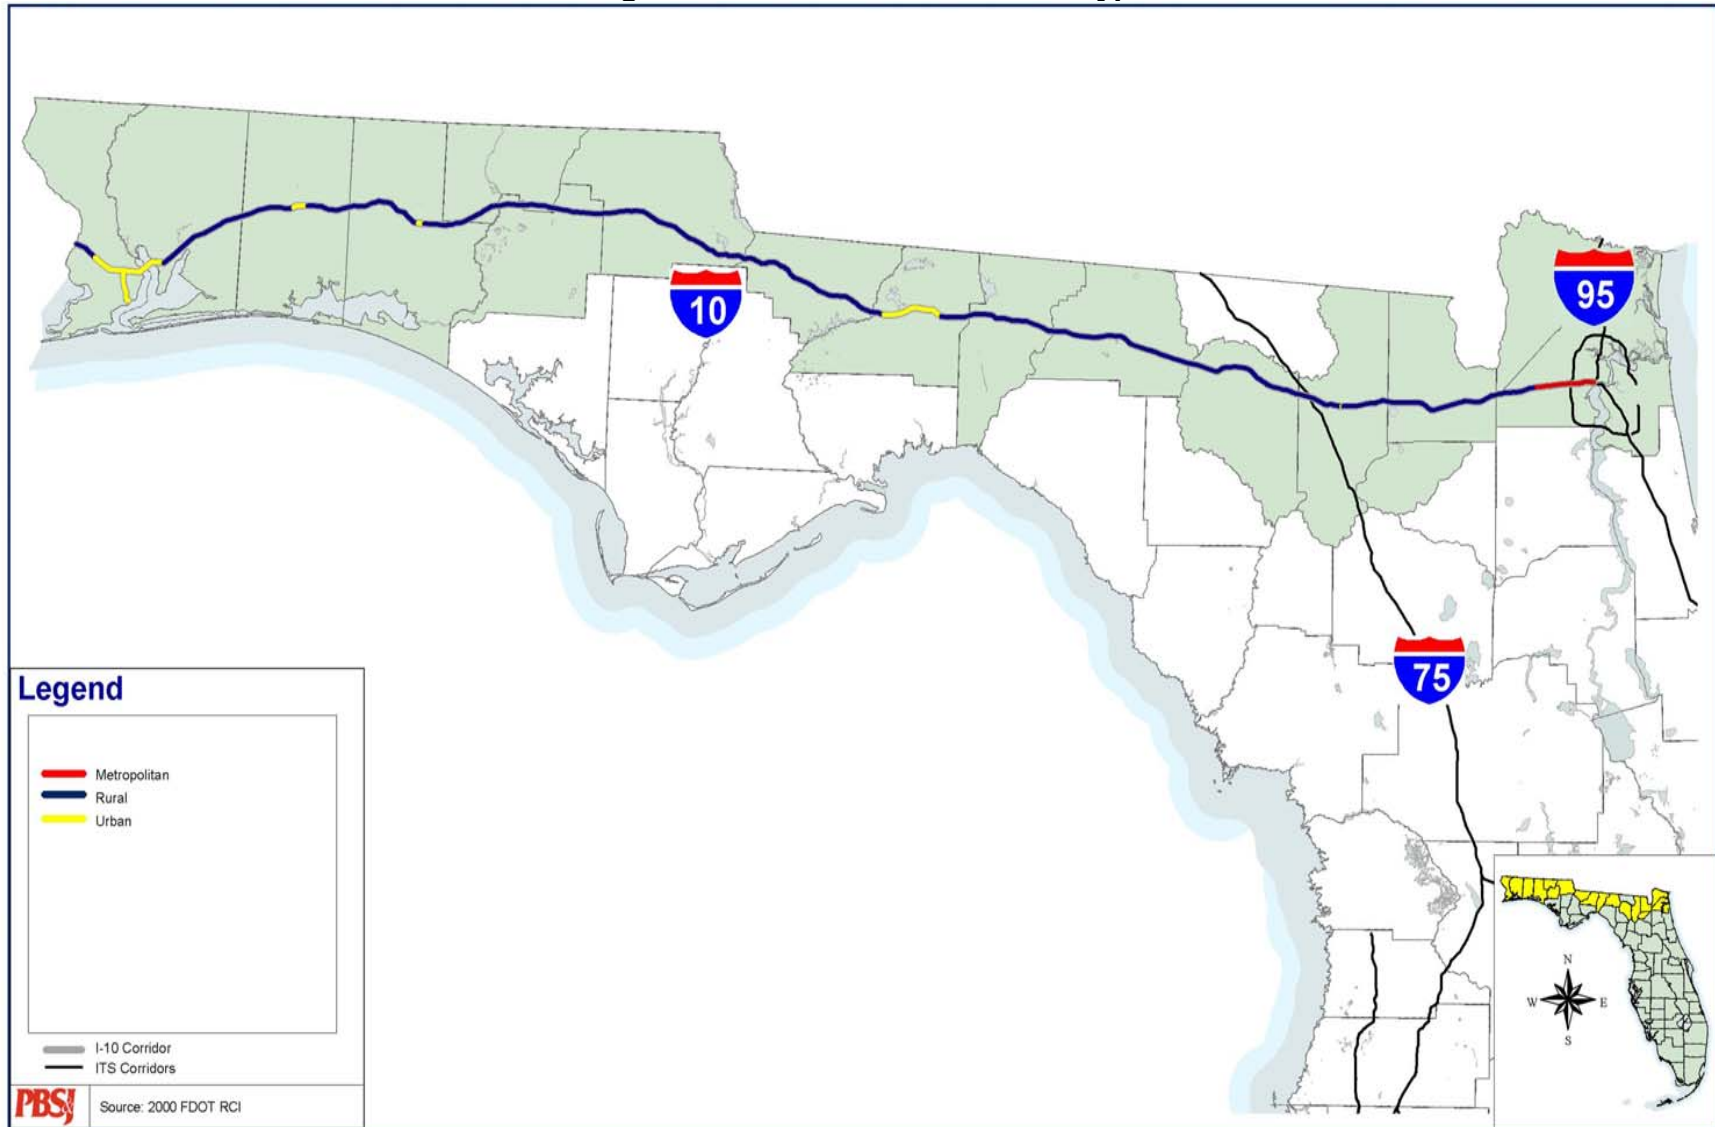 10
95
75
Legend
Metropolitan
Rural
Urban
I-10 Corridor
ITS Corridors
PBSJ
Source: 2000 FDOT RCI
N
W
E
S